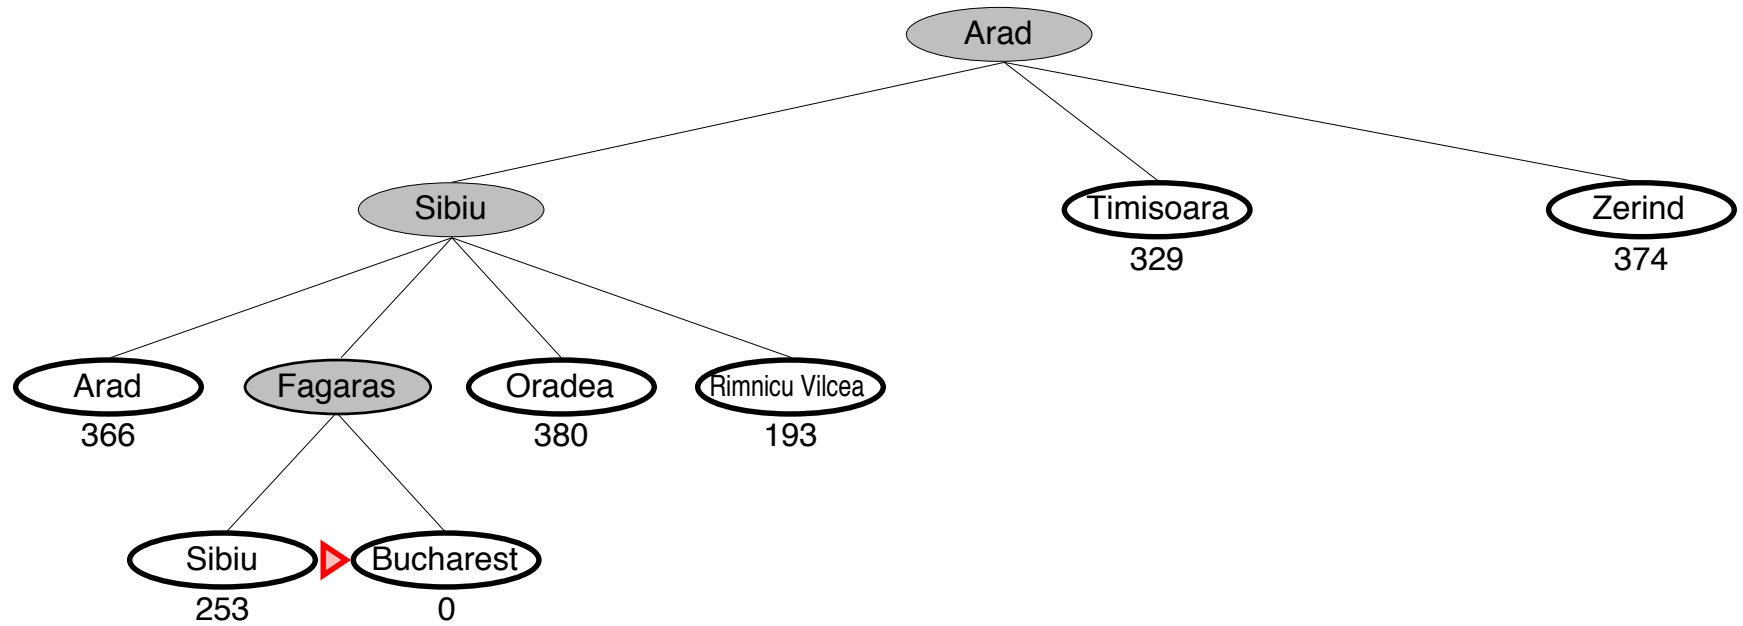 Arad
Sibiu
Timisoara
Zerind
329
374
Arad
Fagaras
Oradea
Rimnicu Vilcea
366
380
193
Sibiu
Bucharest
253
0